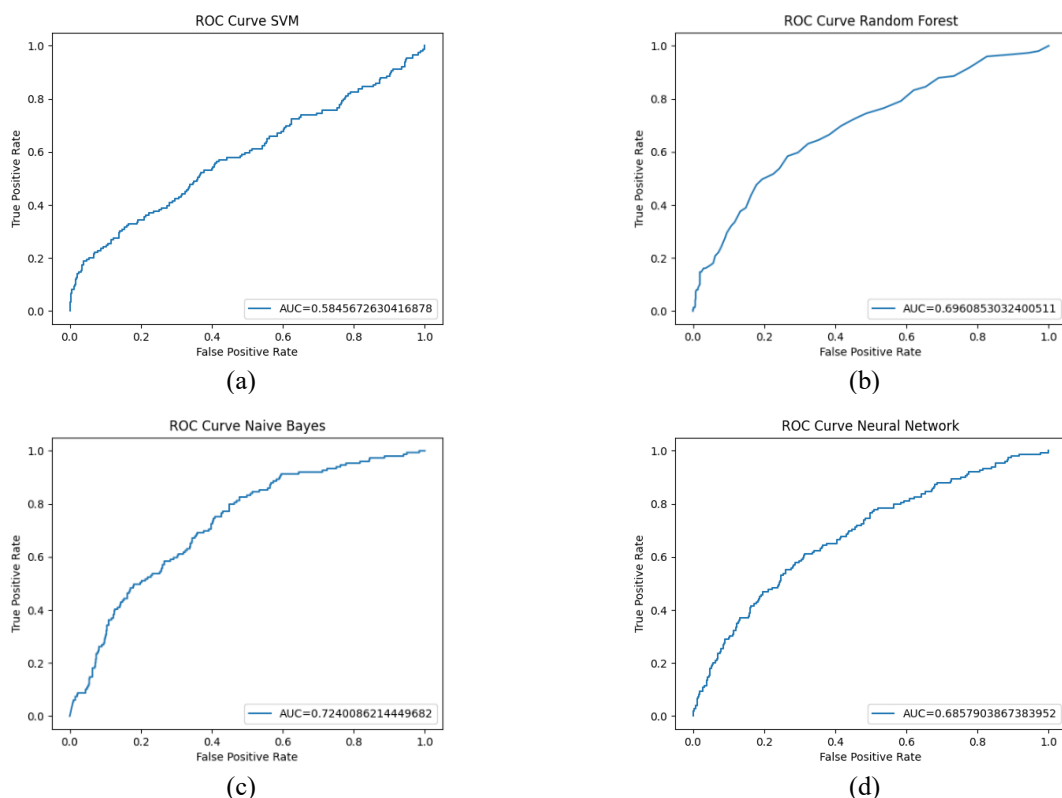 ROC Curve SVM
1.0
0.8
0.6
0.4
0.2
0.0
True Positive Rate
AUC=0.5845672630416878
0.0 0.2 0.4 0.6 0.8 1.0
False Positive Rate
(a)
ROC Curve Random Forest
1.0
0.8
0.6
0.4
0.2
0.0
True Positive Rate
AUC=0.6960853032400511
0.0 0.2 0.4 0.6 0.8 1.0
False Positive Rate
(b)
ROC Curve Naive Bayes
1.0
0.8
0.6
0.4
0.2
0.0
True Positive Rate
AUC=0.7240086214449682
0.0 0.2 0.4 0.6 0.8 1.0
False Positive Rate
(c)
ROC Curve Neural Network
1.0
0.8
0.6
0.4
0.2
0.0
True Positive Rate
AUC=0.6857903867383952
0.0 0.2 0.4 0.6 0.8 1.0
False Positive Rate
(d)